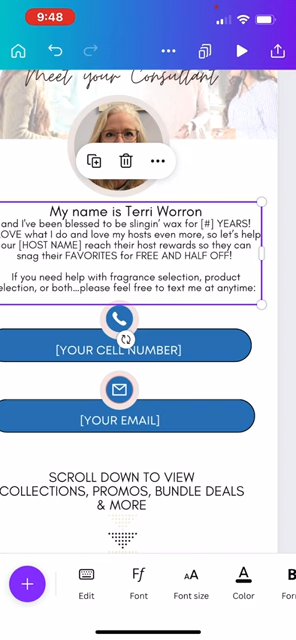 9:48
Meet your Consultant
My name is Terri Worron
and I've been blessed to be slingin' wax for [#] YEARS!
LOVE what I do and love my hosts even more, so let's help
our [HOST NAME] reach their host rewards so they can
snag their FAVORITES for FREE AND HALF OFF!
If you need help with fragrance selection, product
election, or both...please feel free to text me at anytime:
[YOUR CELL NUMBER]
[YOUR EMAIL]
SCROLL DOWN TO VIEW
COLLECTIONS, PROMOS, BUNDLE DEALS
& MORE
Edit
Font
Font size
Color
Form